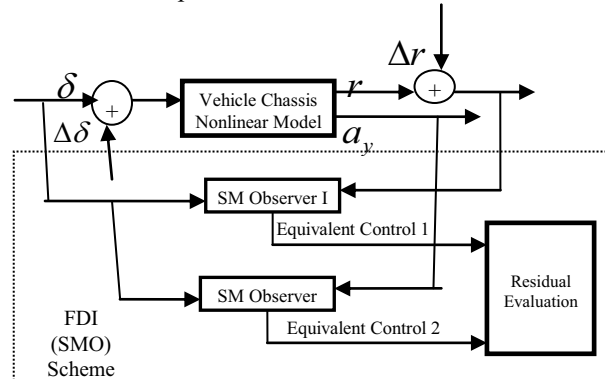 Δr
δ
+
Vehicle Chassis
Nonlinear Model
r
+
Δδ
a_y
SM Observer I
Equivalent Control 1
SM Observer
Equivalent Control 2
Residual
Evaluation
FDI
(SMO)
Scheme